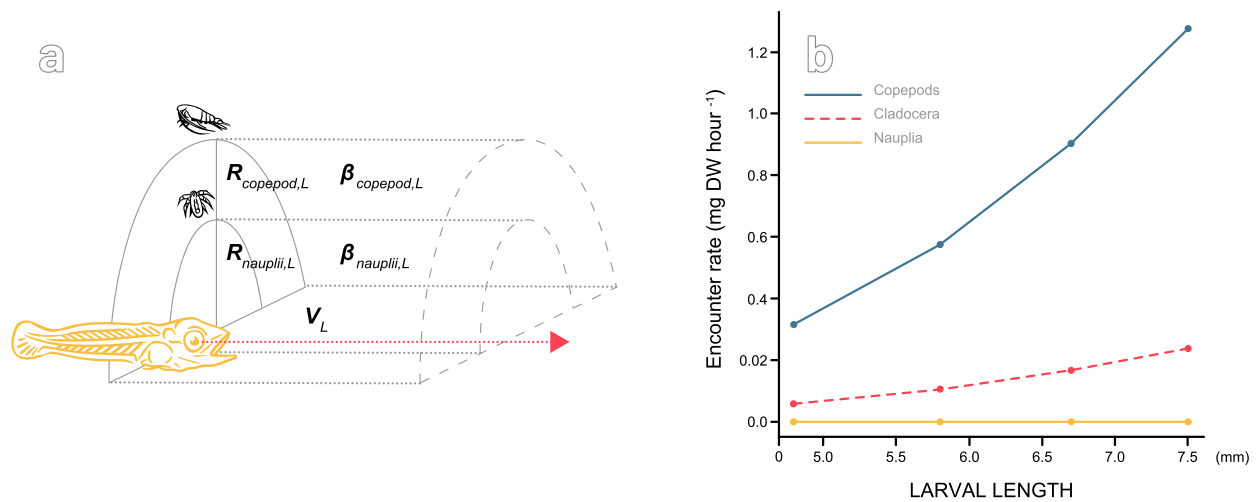 a
R copepod,L
β copepod,L
R nauplii,L
β nauplii,L
V L
b
Copepods
Cladocera
Nauplia
Encounter rate (mg DW hour -1)
1.2
1.0
0.8
0.6
0.4
0.02
0.0
0 5.0 5.5 6.0 0 6.5 7.0 7.5 (mm)
LARVAL LENGTH